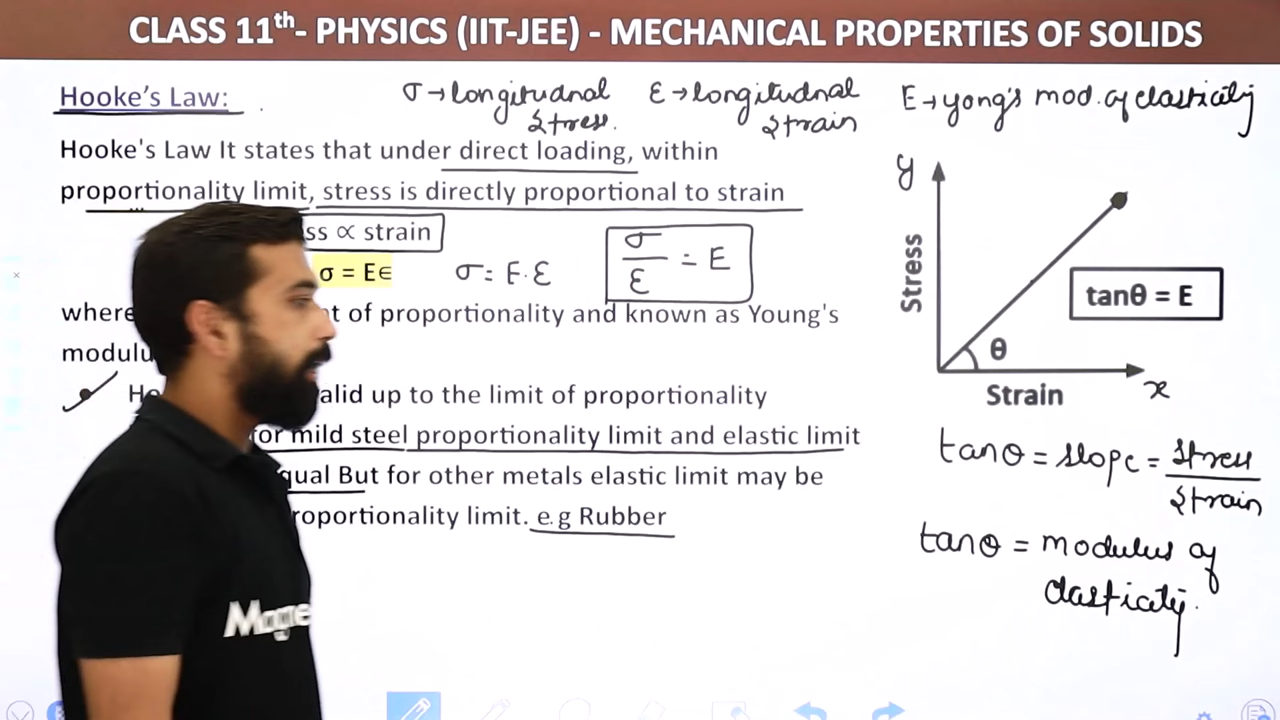 CLASS 11th- PHYSICS (IIT-JEE) - MECHANICAL PROPERTIES OF SOLIDS
Hooke's Law:
σ→longitudnal stress.
ε→longitudnal strain
E→yong's mod. of elasticity
Hooke's Law It states that under direct loading, within
proportionality limit, stress is directly proportional to strain
ss ∝ strain
σ = E∈
σ = E·ε
σ/ε = E
where t of proportionality and known as Young's
modulu
alid up to the limit of proportionality
for mild steel proportionality limit and elastic limit
qual But for other metals elastic limit may be
roportionality limit. e.g Rubber
y
Stress
tanθ = E
θ
Strain
x
tanθ = slope = stress/strain
tanθ = modulus of
elasticity.
Magne